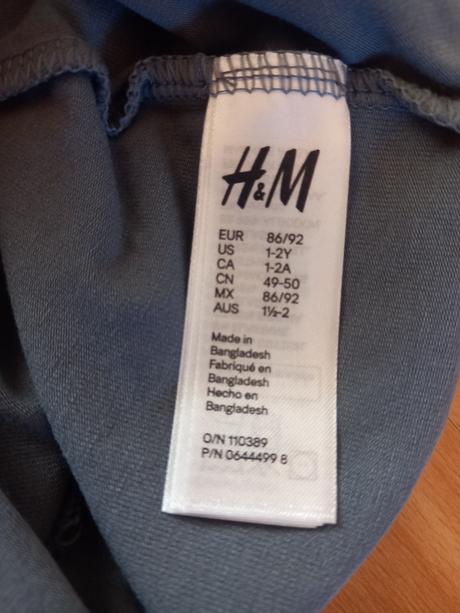 H&M
EUR 86/92
US 1-2Y
CA 1-2A
CN 49-50
MX 86/92
AUS 1½-2
Made in
Bangladesh
Fabriqué en
Bangladesh
Hecho en
Bangladesh
O/N 110389
P/N 0644499 8